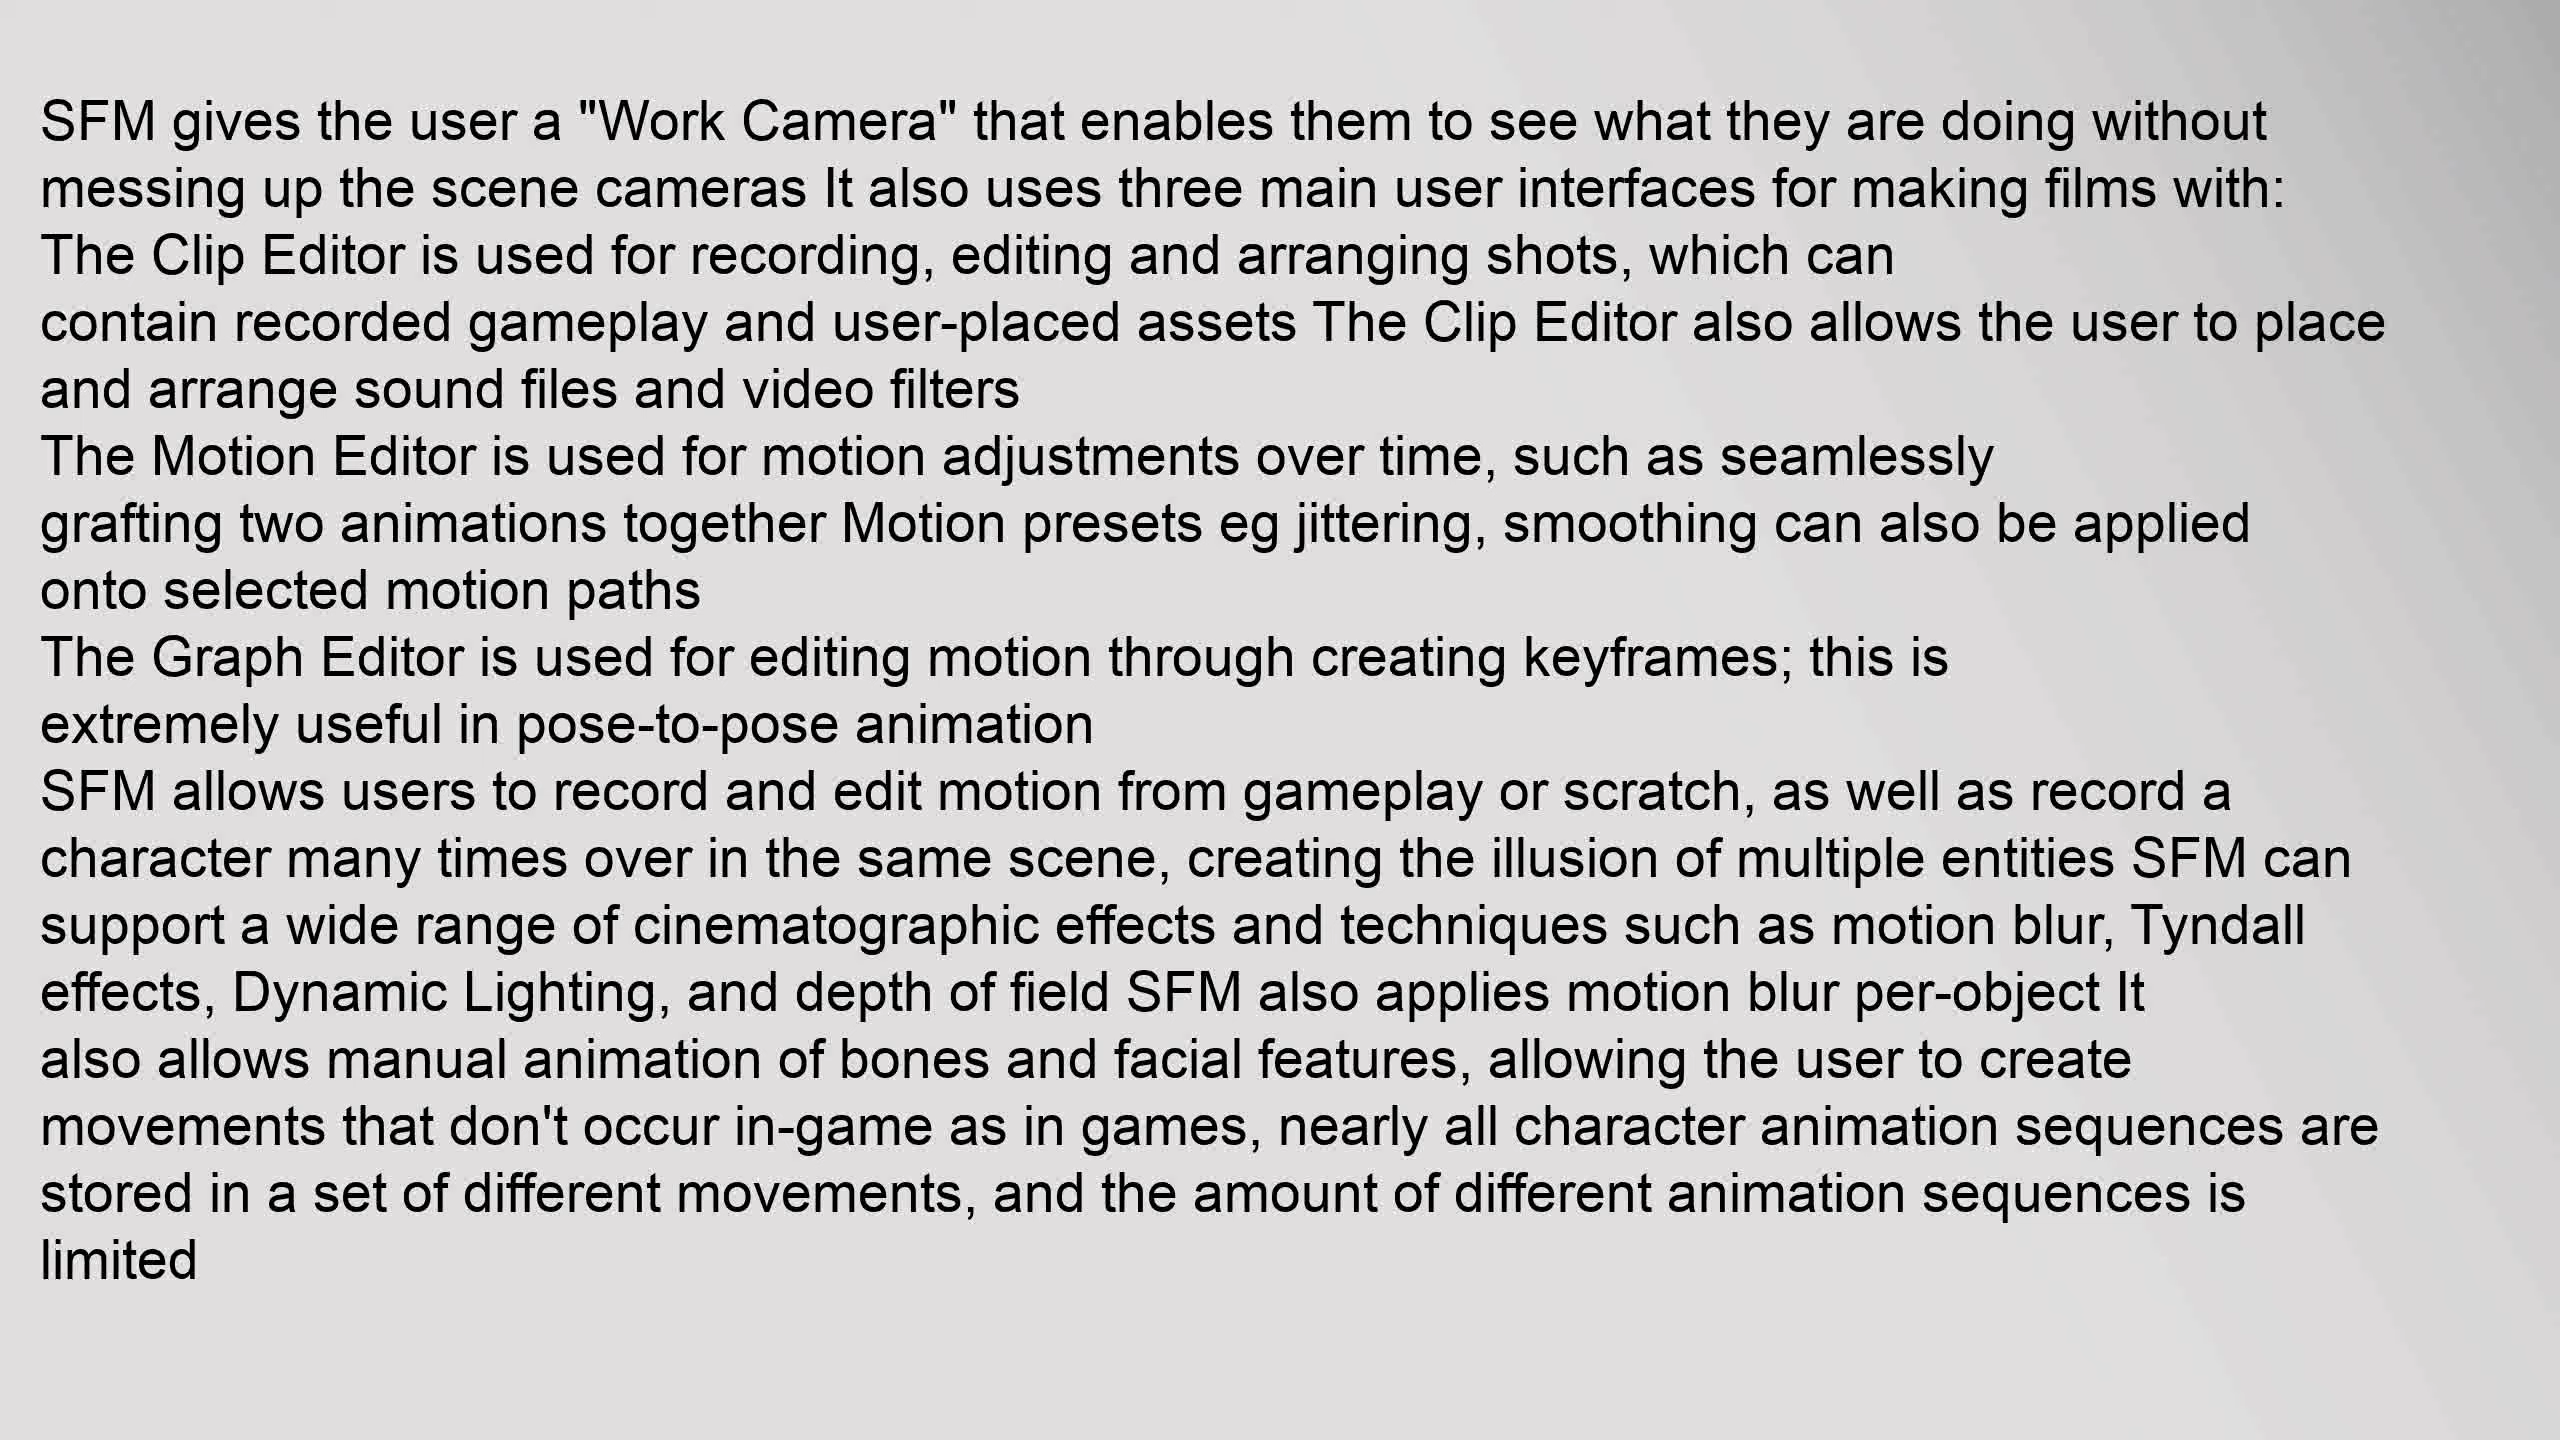 SFM gives the user a "Work Camera" that enables them to see what they are doing without
messing up the scene cameras It also uses three main user interfaces for making films with:
The Clip Editor is used for recording, editing and arranging shots, which can
contain recorded gameplay and user-placed assets The Clip Editor also allows the user to place
and arrange sound files and video filters
The Motion Editor is used for motion adjustments over time, such as seamlessly
grafting two animations together Motion presets eg jittering, smoothing can also be applied
onto selected motion paths
The Graph Editor is used for editing motion through creating keyframes; this is
extremely useful in pose-to-pose animation
SFM allows users to record and edit motion from gameplay or scratch, as well as record a
character many times over in the same scene, creating the illusion of multiple entities SFM can
support a wide range of cinematographic effects and techniques such as motion blur, Tyndall
effects, Dynamic Lighting, and depth of field SFM also applies motion blur per-object It
also allows manual animation of bones and facial features, allowing the user to create
movements that don't occur in-game as in games, nearly all character animation sequences are
stored in a set of different movements, and the amount of different animation sequences is
limited